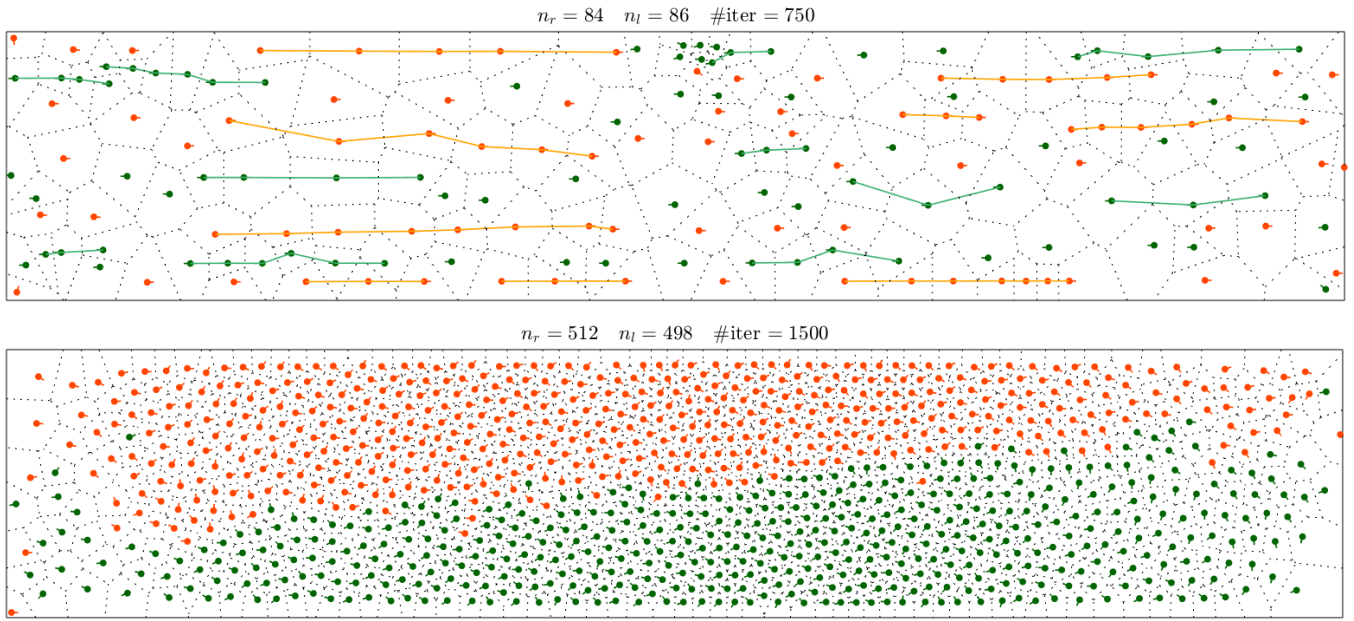 n_r = 84 n_l = 86 #iter = 750
n_r = 512 n_l = 498 #iter = 1500